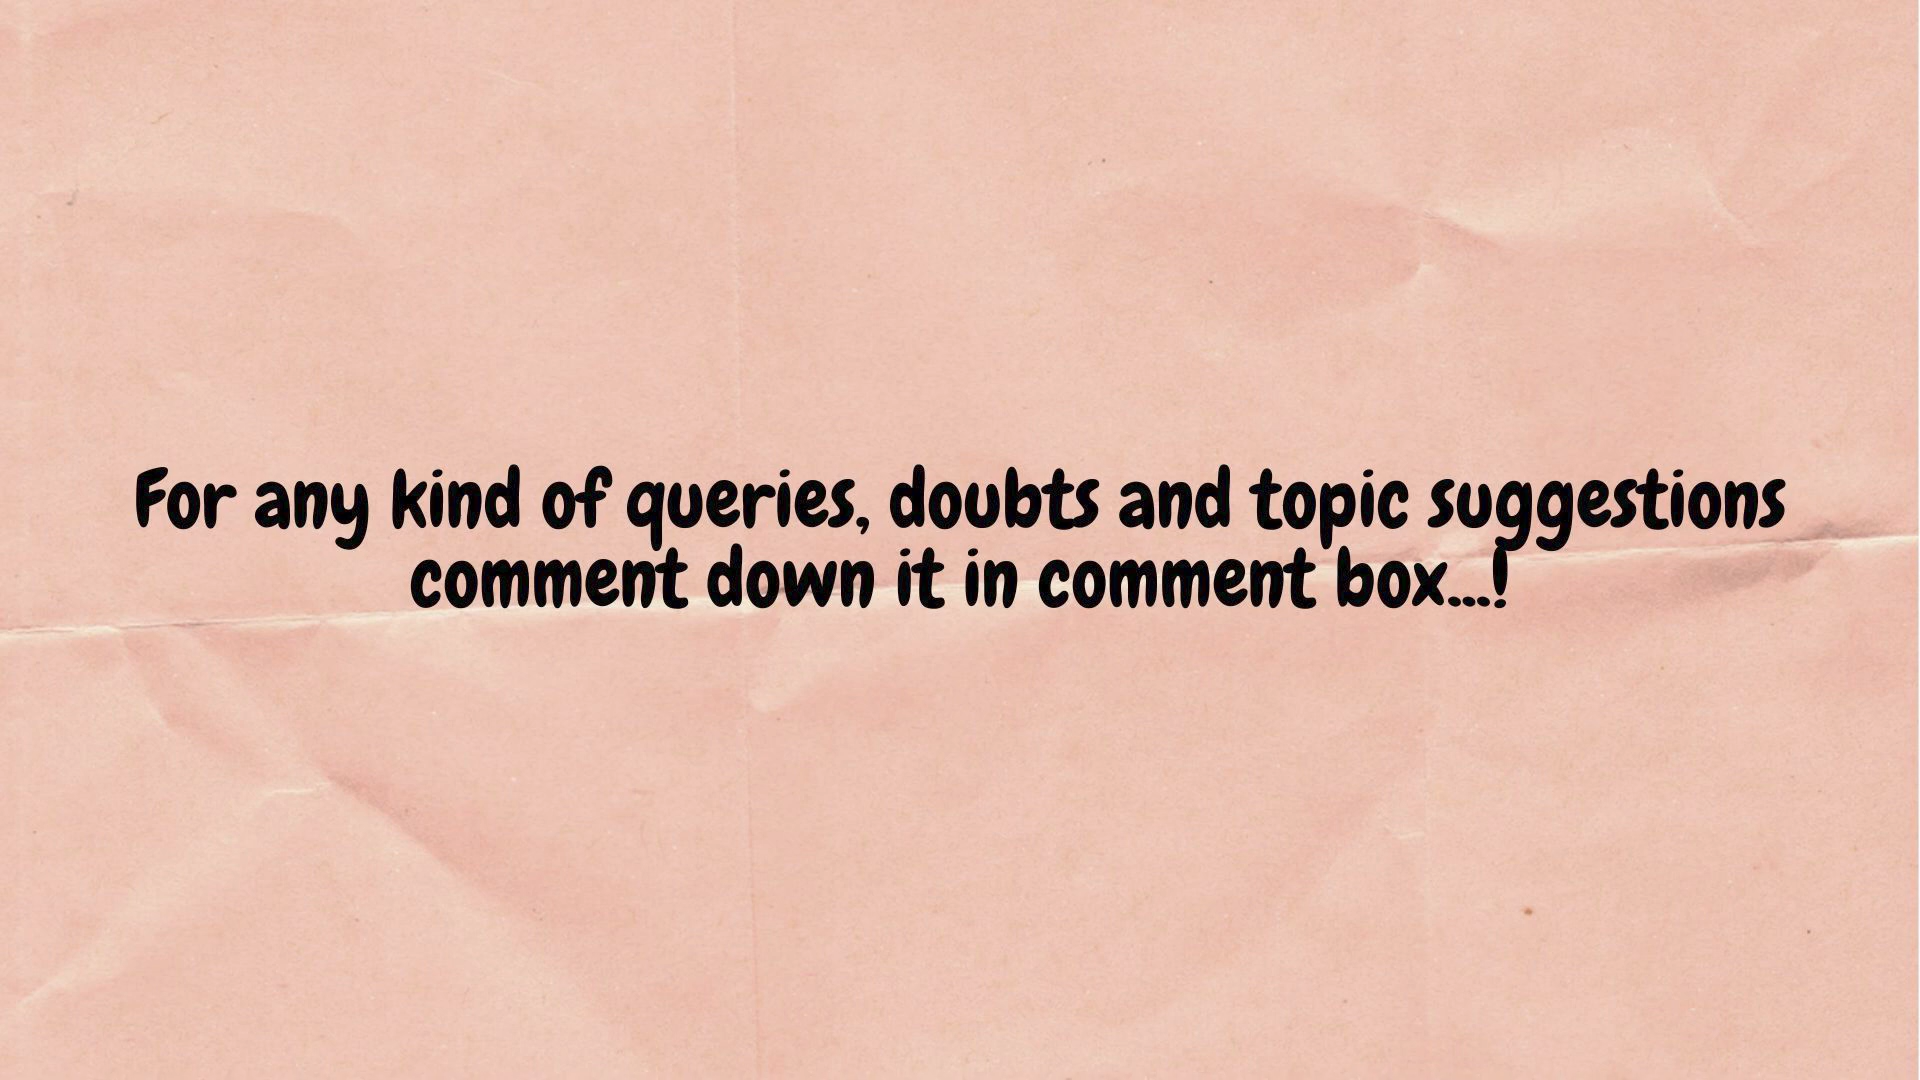 For any kind of queries, doubts and topic suggestions
comment down it in comment box...!